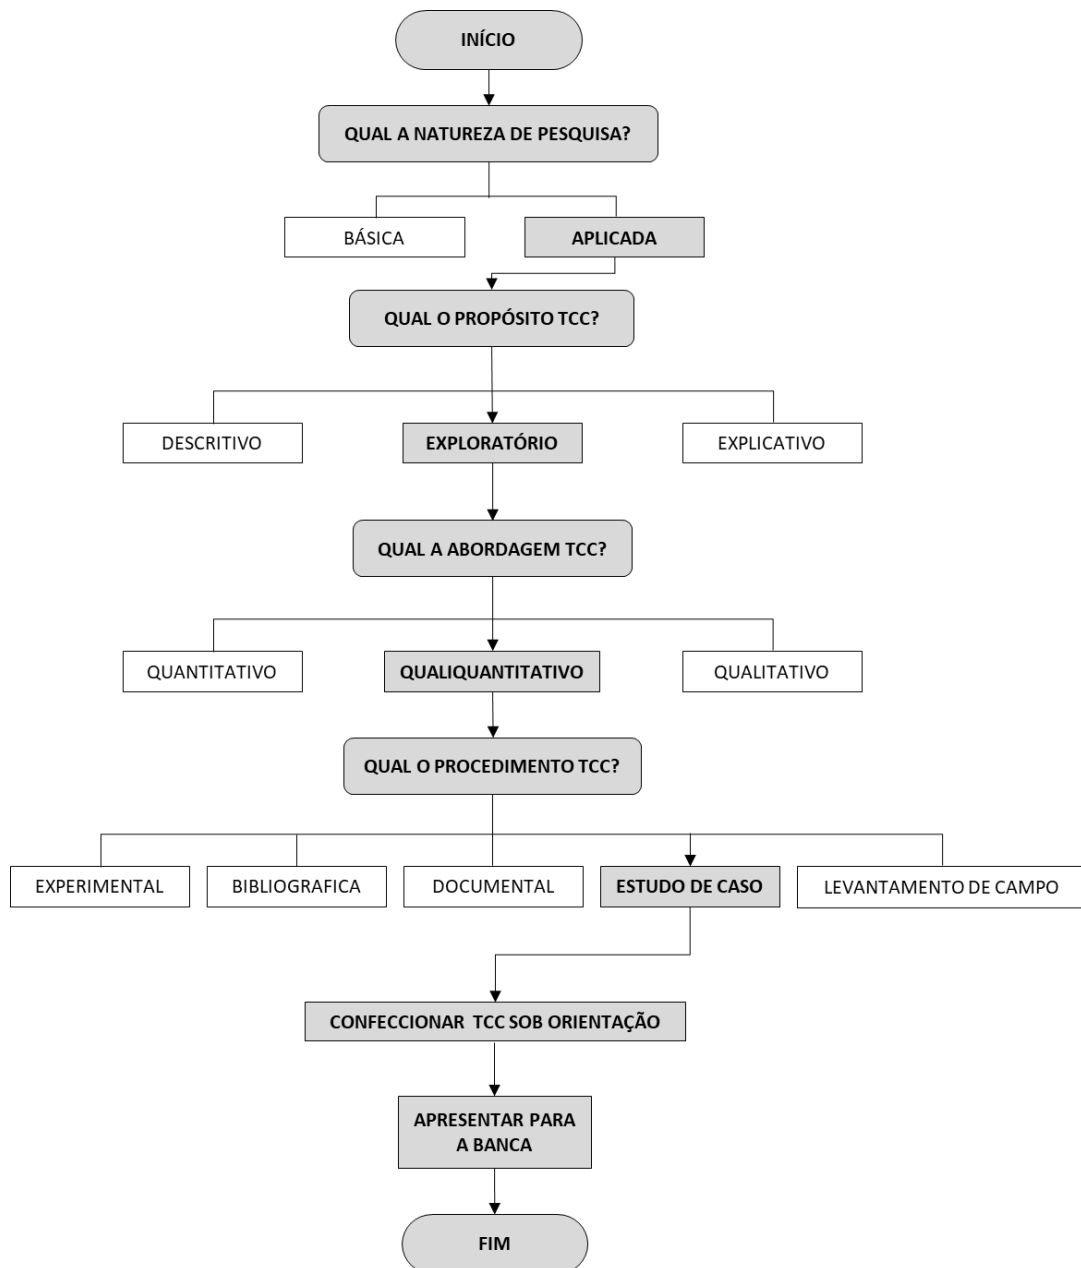 INÍCIO
QUAL A NATUREZA DE PESQUISA?
BÁSICA
APLICADA
QUAL O PROPÓSITO TCC?
DESCRITIVO
EXPLORATÓRIO
EXPLICATIVO
QUAL A ABORDAGEM TCC?
QUANTITATIVO
QUALIQUANTITATIVO
QUALITATIVO
QUAL O PROCEDIMENTO TCC?
EXPERIMENTAL
BIBLIOGRAFICA
DOCUMENTAL
ESTUDO DE CASO
LEVANTAMENTO DE CAMPO
CONFECCIONAR TCC SOB ORIENTAÇÃO
APRESENTAR PARA
A BANCA
FIM